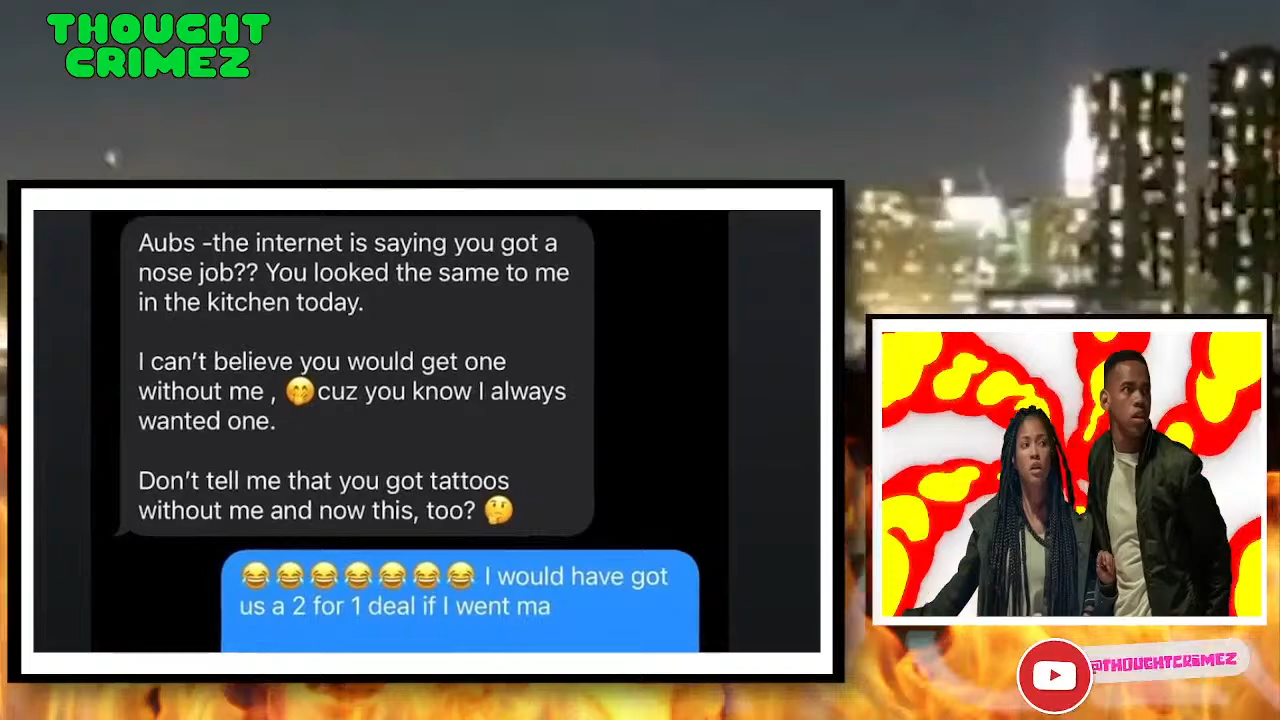 THOUGHT
CRIMEZ
Aubs -the internet is saying you got a
nose job?? You looked the same to me
in the kitchen today.
I can’t believe you would get one
without me , 🤭cuz you know I always
wanted one.
Don’t tell me that you got tattoos
without me and now this, too? 🤔
😂😂😂😂😂😂😂 I would have got
us a 2 for 1 deal if I went ma
@THOUGHTCRIMEZ